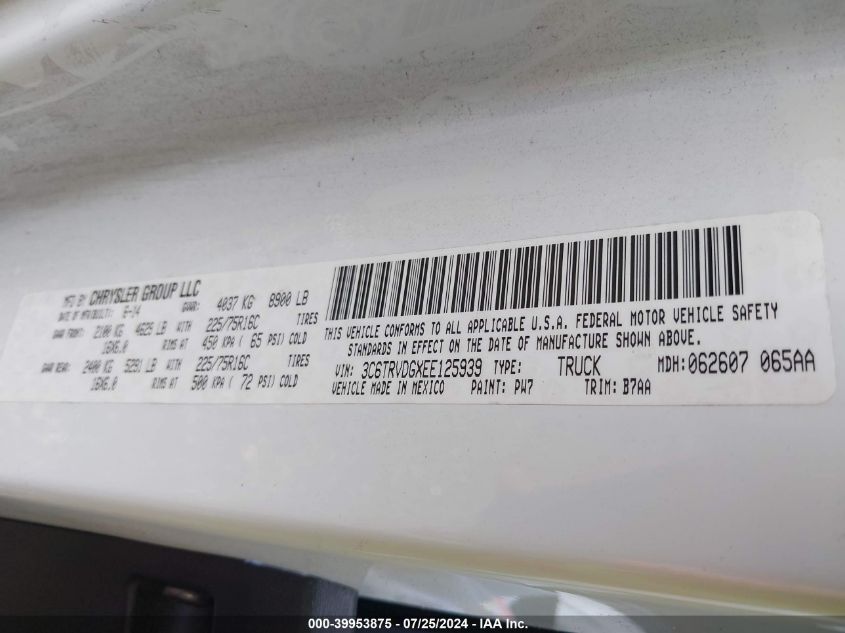 MFD BY CHRYSLER GROUP LLC
DATE OF MFR/BUILT: 6-14 GVWR: 4037 KG 8900 LB
GAWR FRONT: 2100 KG 4629 LB WITH 225/75R16C TIRES
16X6.0 RIMS AT 450 KPA ( 65 PSI) COLD
GAWR REAR: 2400 KG 5291 LB WITH 225/75R16C TIRES
16X6.0 RIMS AT 500 KPA ( 72 PSI) COLD
THIS VEHICLE CONFORMS TO ALL APPLICABLE U.S.A. FEDERAL MOTOR VEHICLE SAFETY
STANDARDS IN EFFECT ON THE DATE OF MANUFACTURE SHOWN ABOVE.
VIN: 3C6TRVDGXEE125939 TYPE: TRUCK MDH: 062607 065AA
VEHICLE MADE IN MEXICO PAINT: PW7 TRIM: B7AA
000-39953875 - 07/25/2024 - IAA Inc.